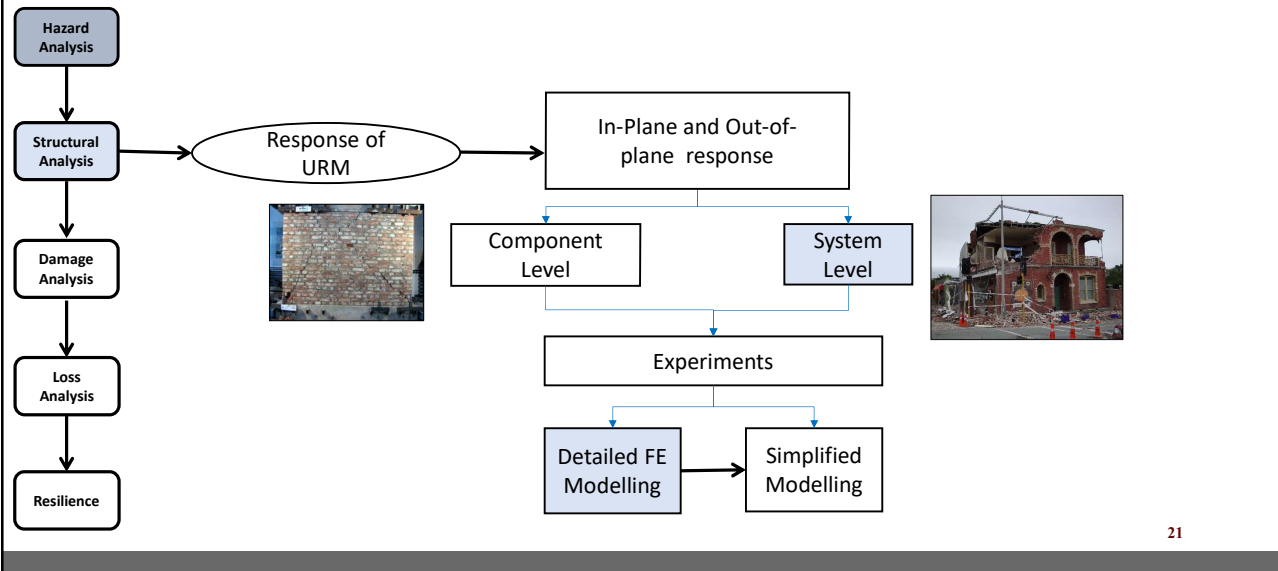 Hazard
Analysis
Structural
Analysis
Damage
Analysis
Loss
Analysis
Resilience
Response of
URM
In-Plane and Out-of-
plane response
Component
Level
System
Level
Experiments
Detailed FE
Modelling
Simplified
Modelling
21